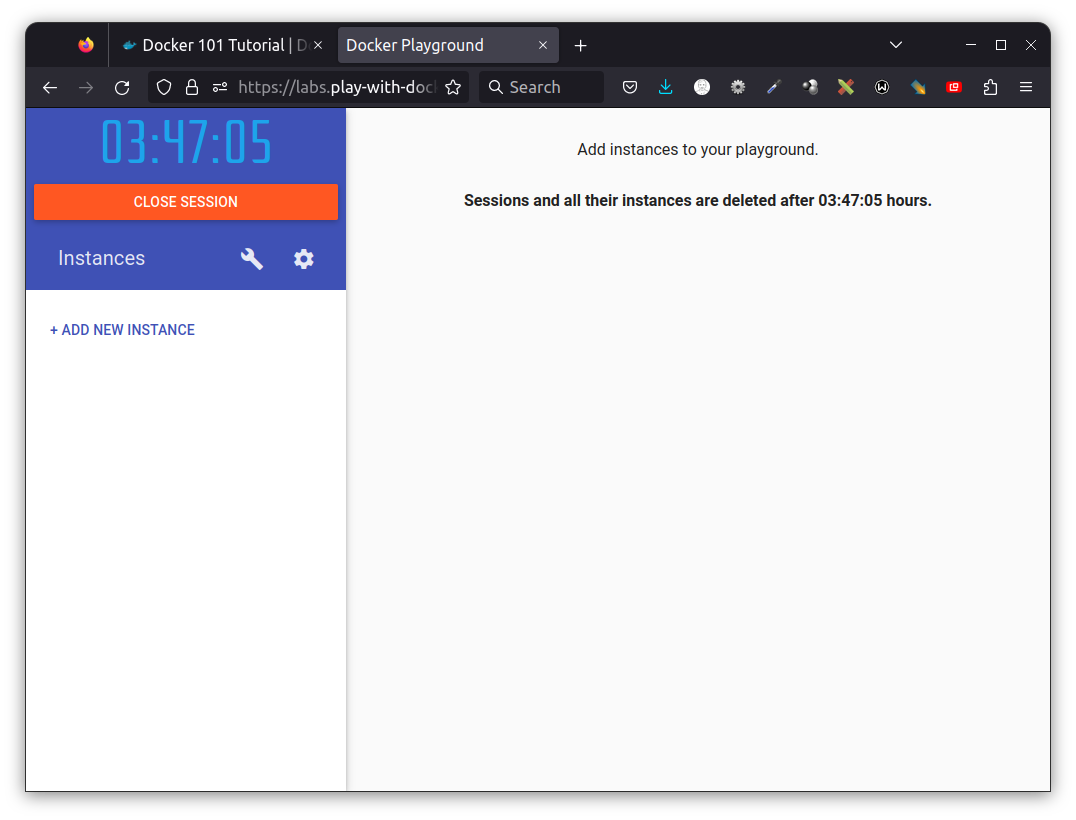 Docker 101 Tutorial | D
Docker Playground
https://labs.play-with-doc
Search
03:47:05
CLOSE SESSION
Instances
+ ADD NEW INSTANCE
Add instances to your playground.
Sessions and all their instances are deleted after 03:47:05 hours.